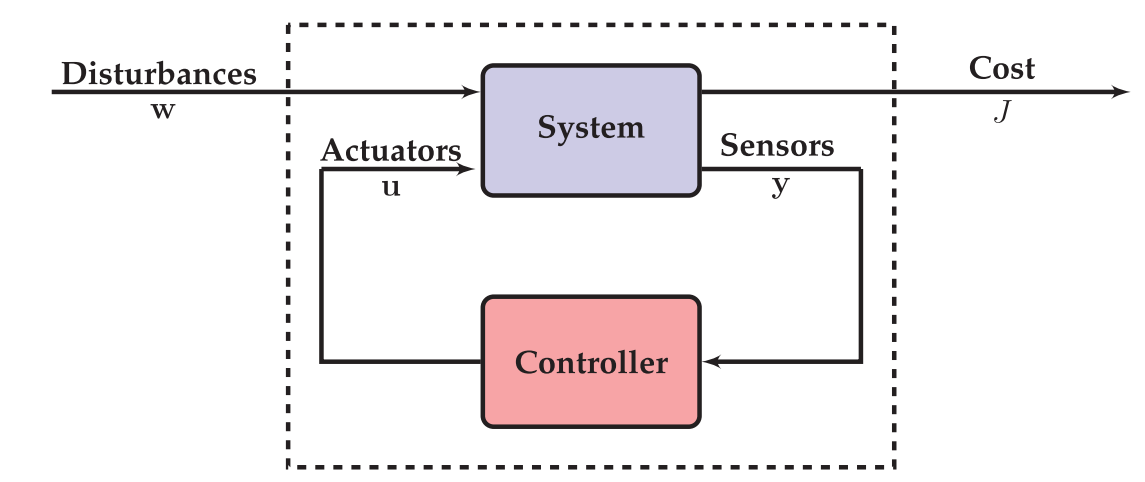 Disturbances
w
Cost
J
System
Actuators
u
Sensors
y
Controller